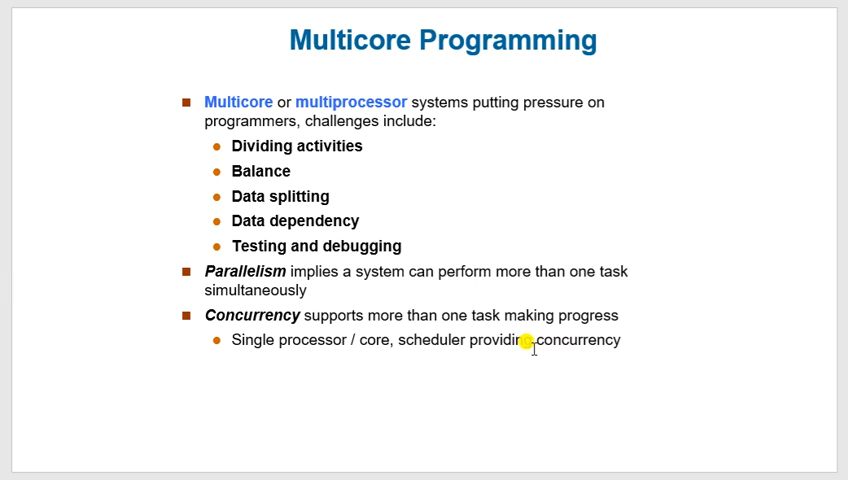 Multicore Programming
Multicore or multiprocessor systems putting pressure on
programmers, challenges include:
Dividing activities
Balance
Data splitting
Data dependency
Testing and debugging
Parallelism implies a system can perform more than one task
simultaneously
Concurrency supports more than one task making progress
Single processor / core, scheduler providing concurrency